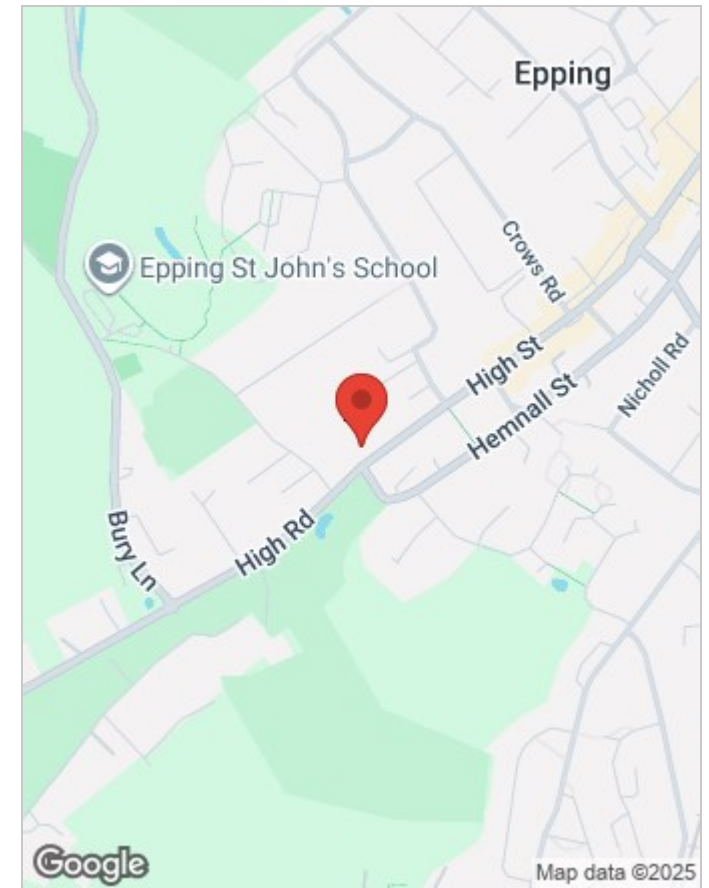 Epping
Crows Rd
Epping St John's School
High St
Nicholl Rd
Hemnall St
Bury Ln
High Rd
Google
Map data ©2025